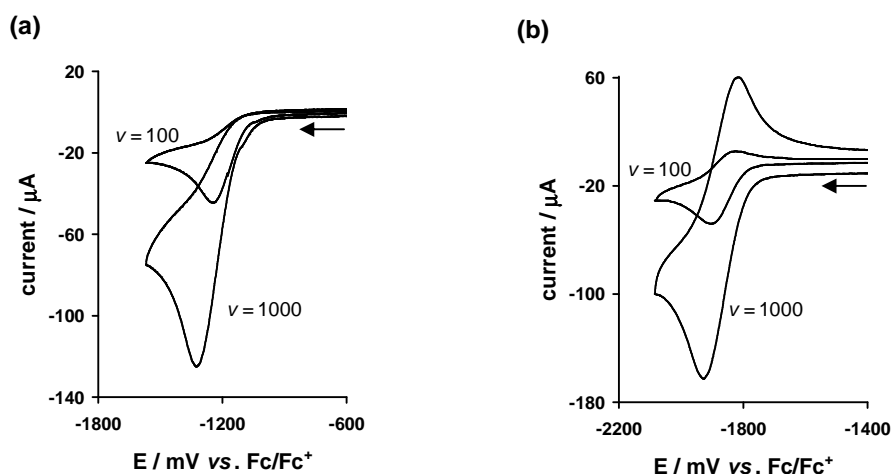 (a)
20
-20
-60
-100
-140
current / μA
v = 100
v = 1000
-1800
-1200
-600
E / mV vs. Fc/Fc⁺
(b)
60
-20
-100
-180
current / μA
v = 100
v = 1000
-2200
-1800
-1400
E / mV vs. Fc/Fc⁺